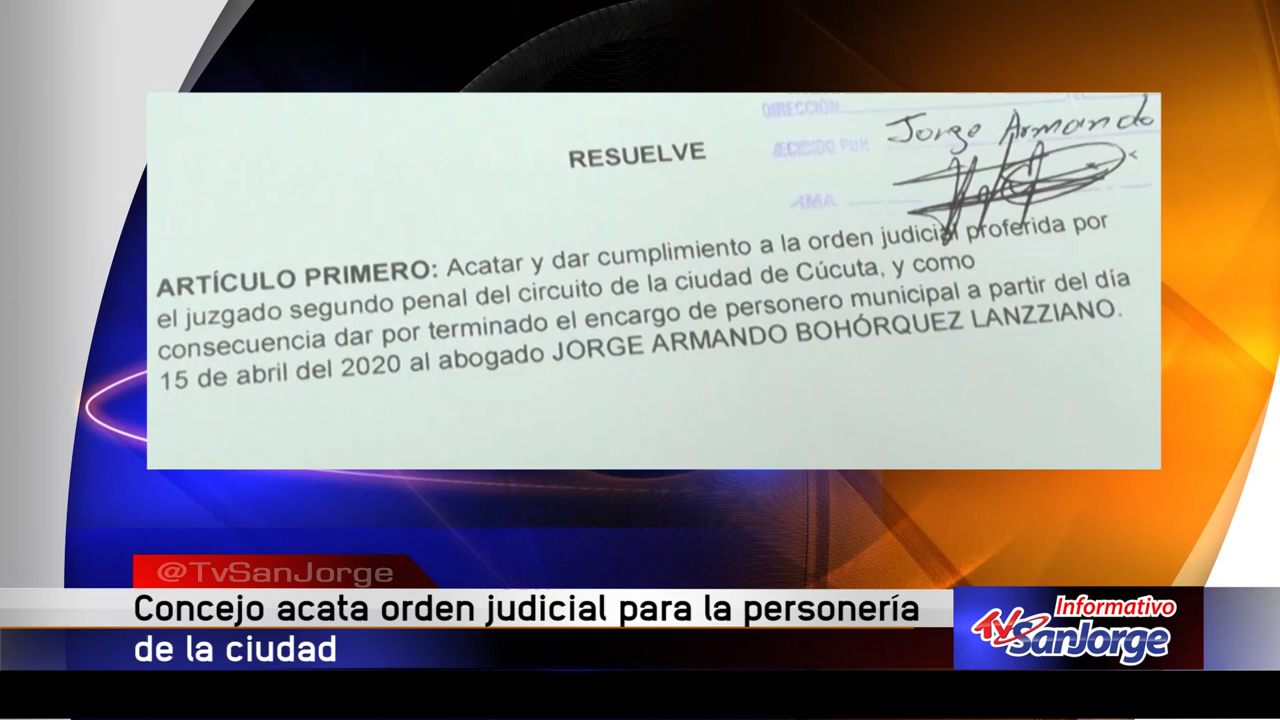 DIRECCIÓN:
Jorge Armando
RESUELVE
ARTÍCULO PRIMERO: Acatar y dar cumplimiento a la orden judicial proferida por
el juzgado segundo penal del circuito de la ciudad de Cúcuta, y como
consecuencia dar por terminado el encargo de personero municipal a partir del día
15 de abril del 2020 al abogado JORGE ARMANDO BOHÓRQUEZ LANZZIANO.
@TvSanJorge
Concejo acata orden judicial para la personería
de la ciudad
Informativo
TV SanJorge